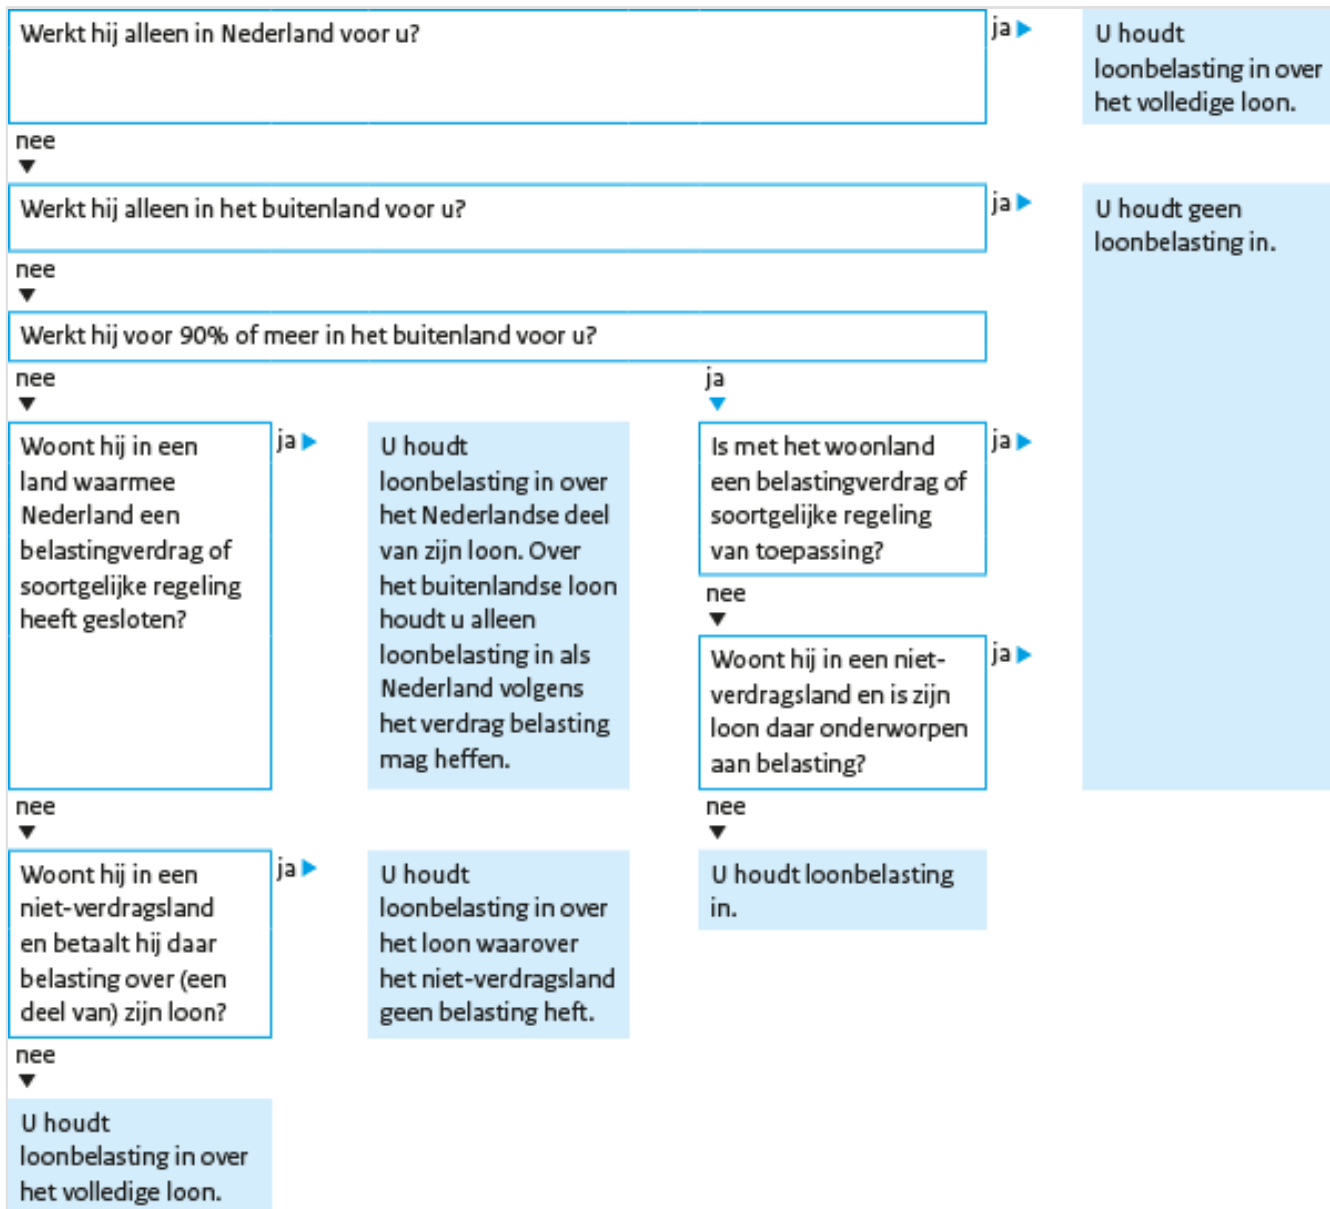 Werkt hij alleen in Nederland voor u?
ja
U houdt
loonbelasting in over
het volledige loon.
nee
Werkt hij alleen in het buitenland voor u?
ja
U houdt geen
loonbelasting in.
nee
Werkt hij voor 90% of meer in het buitenland voor u?
nee
ja
Woont hij in een
land waarmee
Nederland een
belastingverdrag of
soortgelijke regeling
heeft gesloten?
ja
U houdt
loonbelasting in over
het Nederlandse deel
van zijn loon. Over
het buitenlandse loon
houdt u alleen
loonbelasting in als
Nederland volgens
het verdrag belasting
mag heffen.
Is met het woonland
een belastingverdrag of
soortgelijke regeling
van toepassing?
ja
nee
Woont hij in een niet-
verdragsland en is zijn
loon daar onderworpen
aan belasting?
ja
nee
nee
Woont hij in een
niet-verdragsland
en betaalt hij daar
belasting over (een
deel van) zijn loon?
ja
U houdt
loonbelasting in over
het loon waarover
het niet-verdragsland
geen belasting heft.
U houdt loonbelasting
in.
nee
U houdt
loonbelasting in over
het volledige loon.